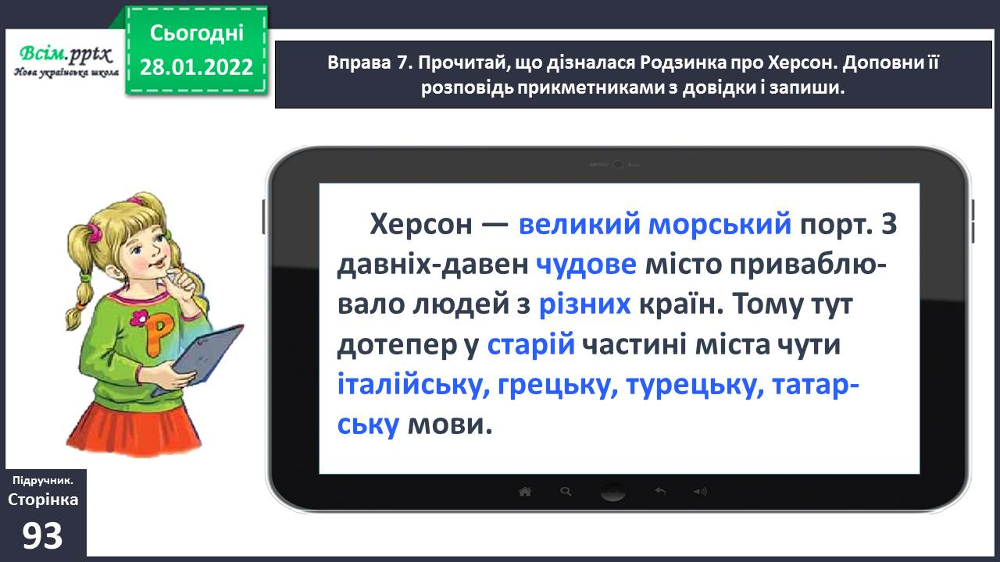 Всім.pptx
Нова українська школа
Сьогодні
28.01.2022
Вправа 7. Прочитай, що дізналася Родзинка про Херсон. Доповни її
розповідь прикметниками з довідки і запиши.
Херсон — великий морський порт. З
давніх-давен чудове місто приваблю-
вало людей з різних країн. Тому тут
дотепер у старій частині міста чути
італійську, грецьку, турецьку, татар-
ську мови.
Р
Підручник.
Сторінка
93